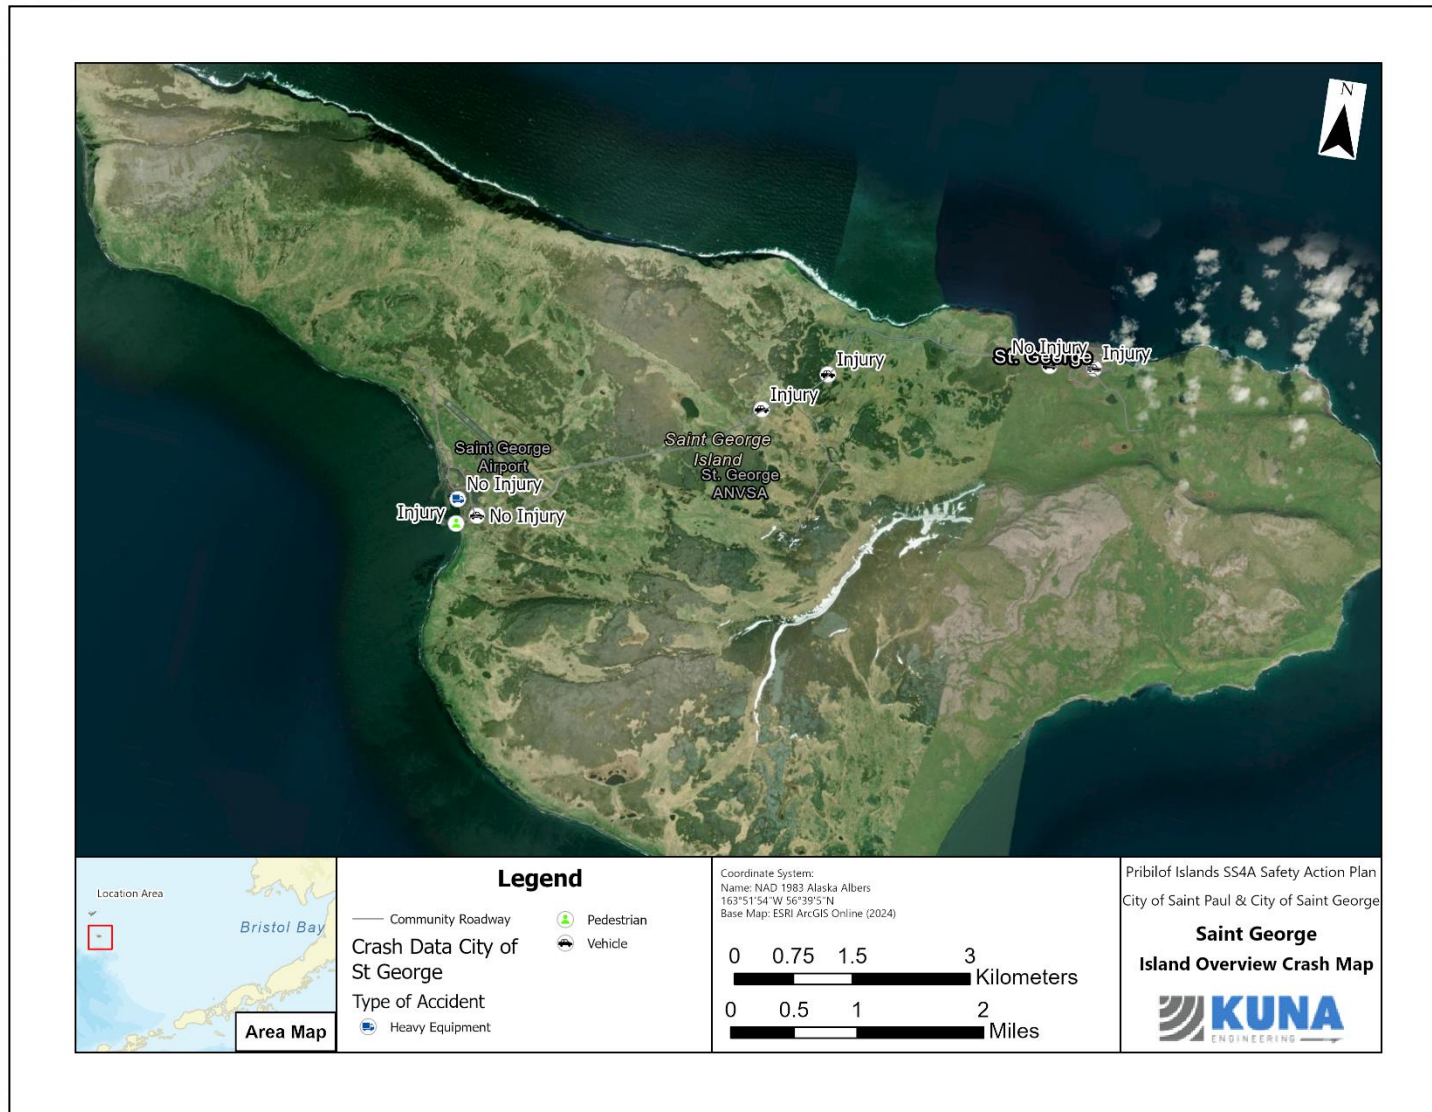 N
No Injury
St. George
Injury
Injury
Injury
Saint George
Island
St. George
ANVSA
Saint George
Airport
No Injury
Injury
No Injury
Location Area
Bristol Bay
Area Map
Legend
Community Roadway
Crash Data City of
St George
Type of Accident
Heavy Equipment
Pedestrian
Vehicle
Coordinate System:
Name: NAD 1983 Alaska Albers
163°51'54"W 56°39'5"N
Base Map: ESRI ArcGIS Online (2024)
0 0.75 1.5 3
Kilometers
0 0.5 1 2
Miles
Pribilof Islands SS4A Safety Action Plan
City of Saint Paul & City of Saint George
Saint George
Island Overview Crash Map
KUNA
ENGINEERING